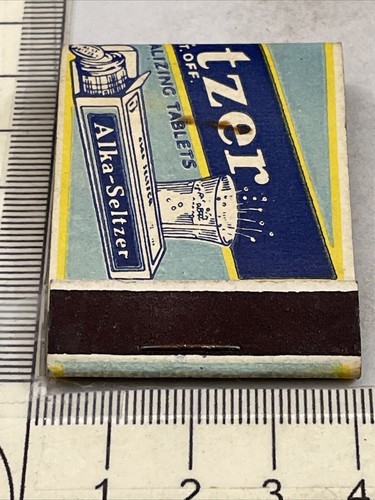 tzer
T. OFF.
ALIZING TABLETS
Alka-Seltzer
1 2 3 4